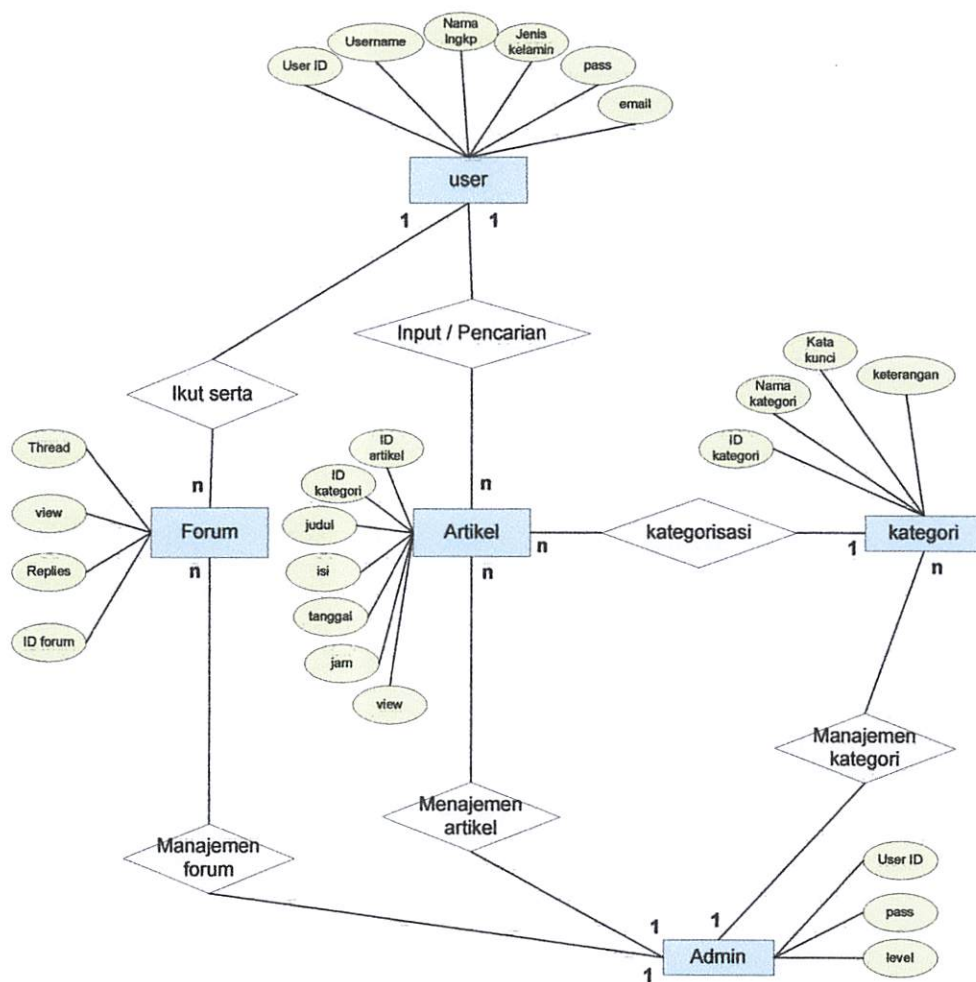 Nama
lngkp
Jenis
kelamin
Username
User ID
pass
email
user
1
1
Input / Pencarian
Ikut serta
Kata
kunci
keterangan
Nama
kategori
ID
kategori
Thread
view
Replies
ID forum
n
Forum
n
ID
artikel
ID
kategori
judul
isi
tanggal
jam
view
n
Artikel
n
n
kategorisasi
1
kategori
n
Manajemen
kategori
Menajemen
artikel
Manajemen
forum
1
1
1
Admin
User ID
pass
level